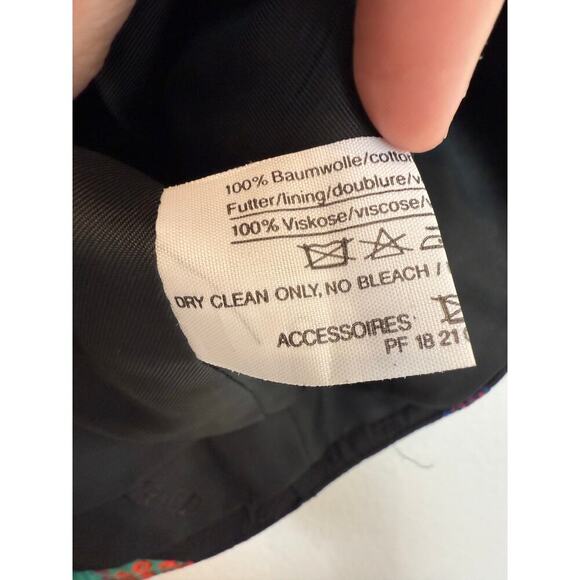 100% Baumwolle/cotton
Futter/lining/doublure/v
100% Viskose/viscose/v
DRY CLEAN ONLY, NO BLEACH /
ACCESSOIRES
PF 18 21